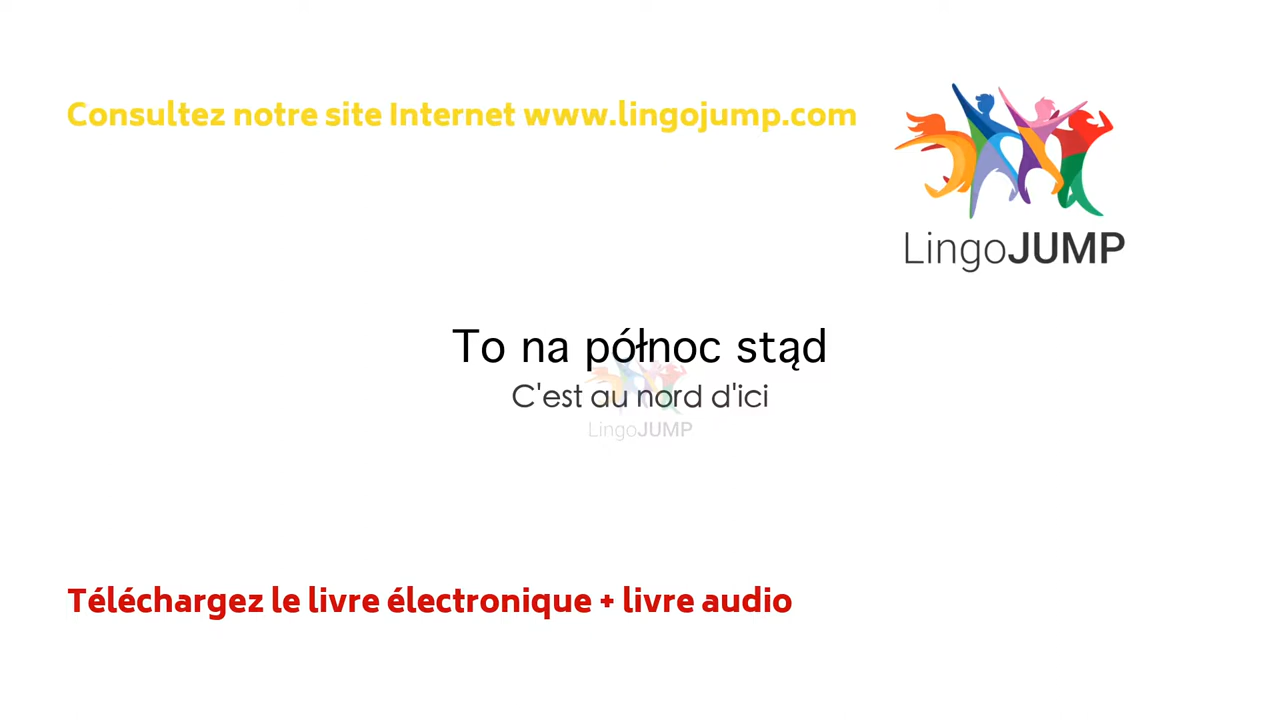 Consultez notre site Internet www.lingojump.com
LingoJUMP
To na północ stąd
C'est au nord d'ici
LingoJUMP
Téléchargez le livre électronique + livre audio